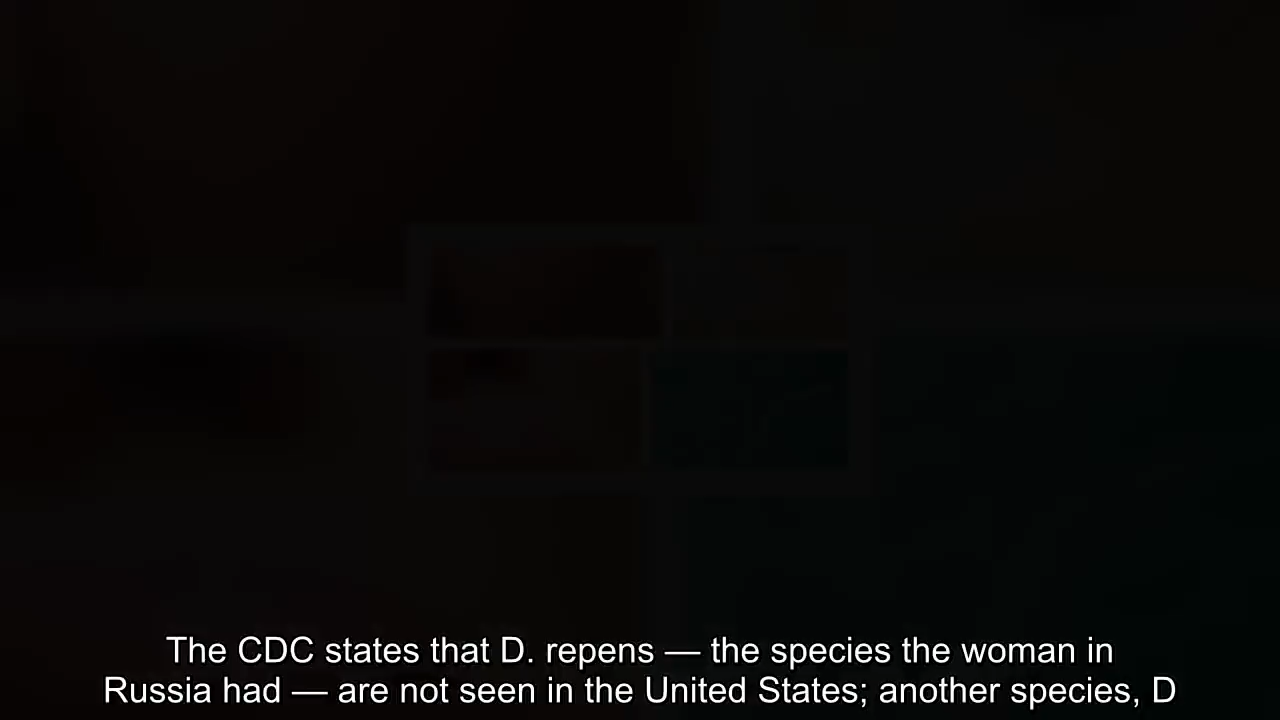 The CDC states that D. repens — the species the woman in
Russia had — are not seen in the United States; another species, D